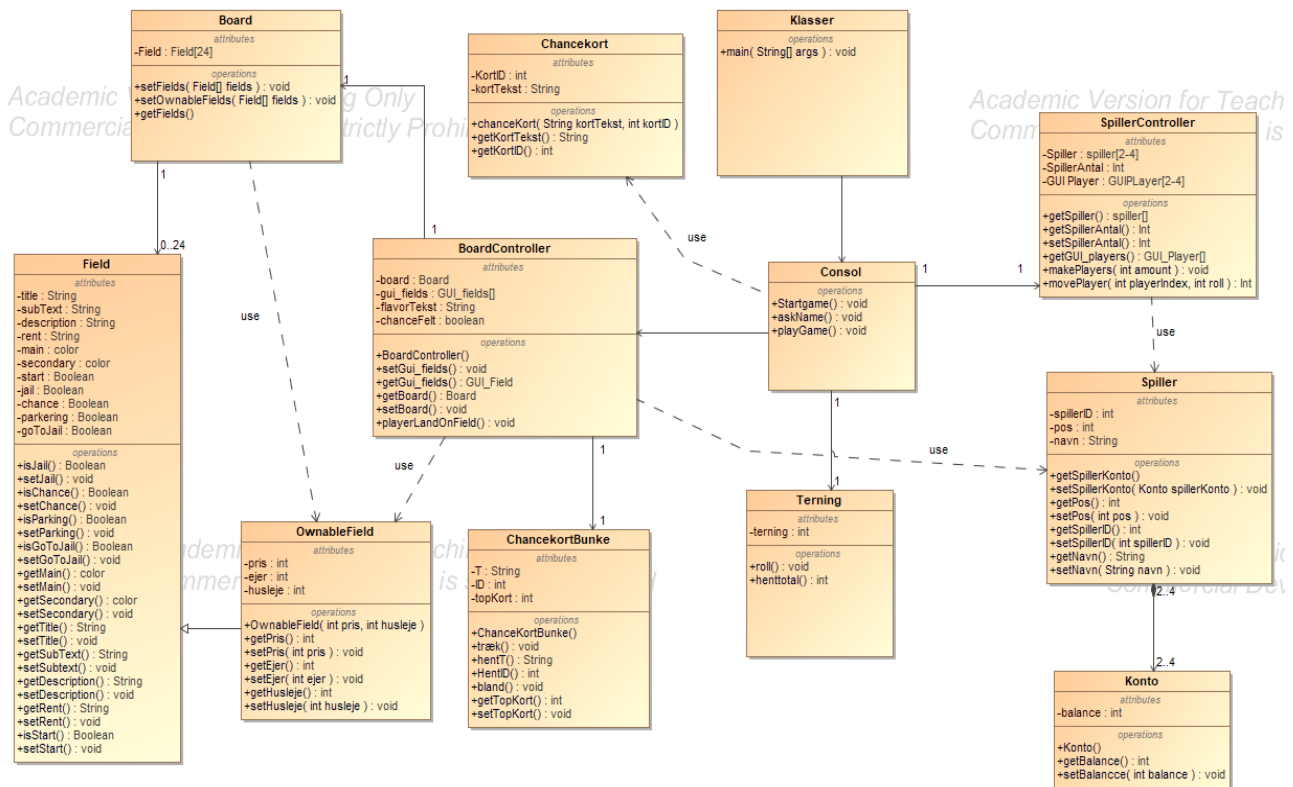 Board
attributes
-Field : Field[24]
operations
+setFields( Field[] fields ) : void
+setOwnableFields( Field[] fields ) : void
+getFields()
Chancekort
attributes
-KortID : int
-kortTekst : String
operations
+chanceKort( String kortTekst, int kortID )
+getKortTekst() : String
+getKortID() : int
Klasser
operations
+main( String[] args ) : void
SpillerController
attributes
-Spiller : spiller[2-4]
-SpillerAntal : Int
-GUI Player : GUIPLayer[2-4]
operations
+getSpiller() : spiller[]
+getSpillerAntal() : Int
+setSpillerAntal() : Int
+getGUI_players() : GUI_Player[]
+makePlayers( int amount ) : void
+movePlayer( int playerIndex, int roll ) : Int
Academic Version for Teach
is
Academic
ng Only
Commercia
trictly Prohi
1
1
1
0..24
use
Field
attributes
-title : String
-subText : String
-description : String
-rent : String
-main : color
-secondary : color
-start : Boolean
-jail : Boolean
-chance : Boolean
-parkering : Boolean
-goToJail : Boolean
operations
+isJail() : Boolean
+setJail() : void
+isChance() : Boolean
+setChance() : void
+isParking() : Boolean
+setParking() : void
+isGoToJail() : Boolean
+setGoToJail() : void
+getMain() : color
+setMain() : void
+getSecondary() : color
+setSecondary() : void
+getTitle() : String
+setTitle() : void
+getSubText() : String
+setSubtext() : void
+getDescription() : String
+setDescription() : void
+getRent() : String
+setRent() : void
+isStart() : Boolean
+setStart() : void
BoardController
attributes
-board : Board
-gui_fields : GUI_fields[]
-flavorTekst : String
-chanceFelt : boolean
operations
+BoardController()
+setGui_fields() : void
+getGui_fields() : GUI_Field
+getBoard() : Board
+setBoard() : void
+playerLandOnField() : void
use
Consol
operations
+Startgame() : void
+askName() : void
+playGame() : void
1
1
use
1
1
use
1
1
use
Spiller
attributes
-spillerID : int
-pos : int
-navn : String
operations
+getSpillerKonto()
+setSpillerKonto( Konto spillerKonto ) : void
+getPos() : int
+setPos( int pos ) : void
+getSpillerID() : int
+setSpillerID( int spillerID ) : void
+getNavn() : String
+setNavn( String navn ) : void
Terning
attributes
-terning : int
operations
+roll() : void
+henttotal() : int
OwnableField
attributes
-pris : int
-ejer : int
-husleje : int
operations
+OwnableField( int pris, int husleje )
+getPris() : int
+setPris( int pris ) : void
+getEjer() : int
+setEjer( int ejer ) : void
+getHusleje() : int
+setHusleje( int husleje ) : void
ChancekortBunke
attributes
-T : String
-ID : int
-topKort : int
operations
+ChanceKortBunke()
+træk() : void
+hentT() : String
+HentID() : int
+bland() : void
+getTopKort() : int
+setTopKort() : void
2..4
2..4
Konto
attributes
-balance : int
operations
+Konto()
+getBalance() : int
+setBalancce( int balance ) : void